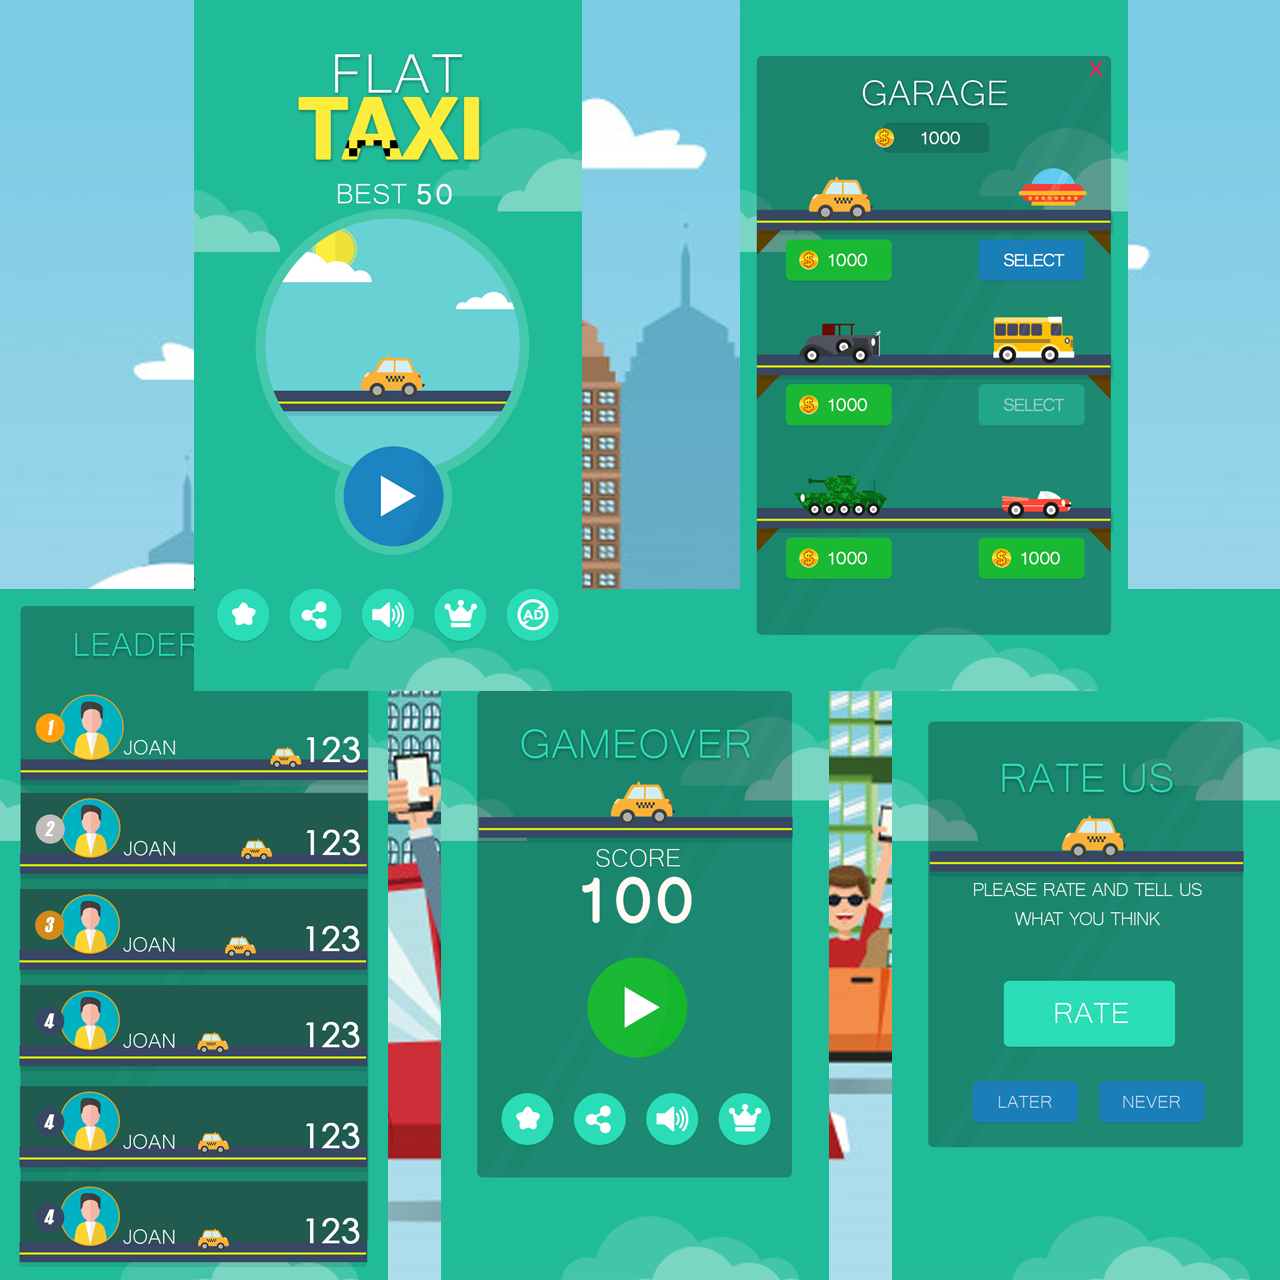 FLAT
TAXI
BEST 50
AD
X
GARAGE
1000
1000
SELECT
1000
SELECT
1000
1000
LEADER
1
JOAN
123
2
JOAN
123
3
JOAN
123
4
JOAN
123
4
JOAN
123
4
JOAN
123
GAMEOVER
SCORE
100
RATE US
PLEASE RATE AND TELL US
WHAT YOU THINK
RATE
LATER
NEVER